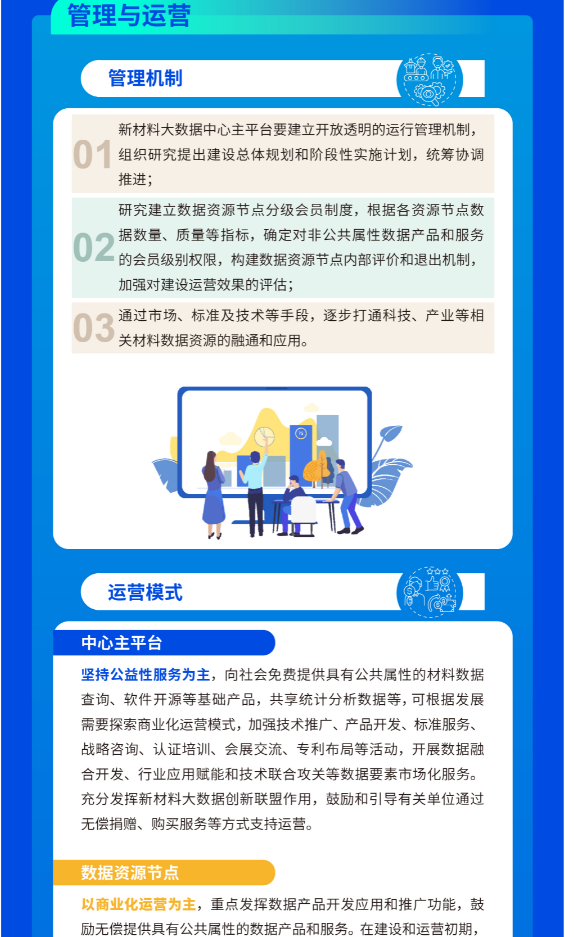 管理与运营
管理机制
01
新材料大数据中心主平台要建立开放透明的运行管理机制，
组织研究提出建设总体规划和阶段性实施计划，统筹协调
推进；
02
研究建立数据资源节点分级会员制度，根据各资源节点数
据数量、质量等指标，确定对非公共属性数据产品和服务
的会员级别权限，构建数据资源节点内部评价和退出机制，
加强对建设运营效果的评估；
03
通过市场、标准及技术等手段，逐步打通科技、产业等相
关材料数据资源的融通和应用。
运营模式
中心主平台
坚持公益性服务为主，向社会免费提供具有公共属性的材料数据
查询、软件开源等基础产品，共享统计分析数据等，可根据发展
需要探索商业化运营模式，加强技术推广、产品开发、标准服务、
战略咨询、认证培训、会展交流、专利布局等活动，开展数据融
合开发、行业应用赋能和技术联合攻关等数据要素市场化服务。
充分发挥新材料大数据创新联盟作用，鼓励和引导有关单位通过
无偿捐赠、购买服务等方式支持运营。
数据资源节点
以商业化运营为主，重点发挥数据产品开发应用和推广功能，鼓
励无偿提供具有公共属性的数据产品和服务。在建设和运营初期，